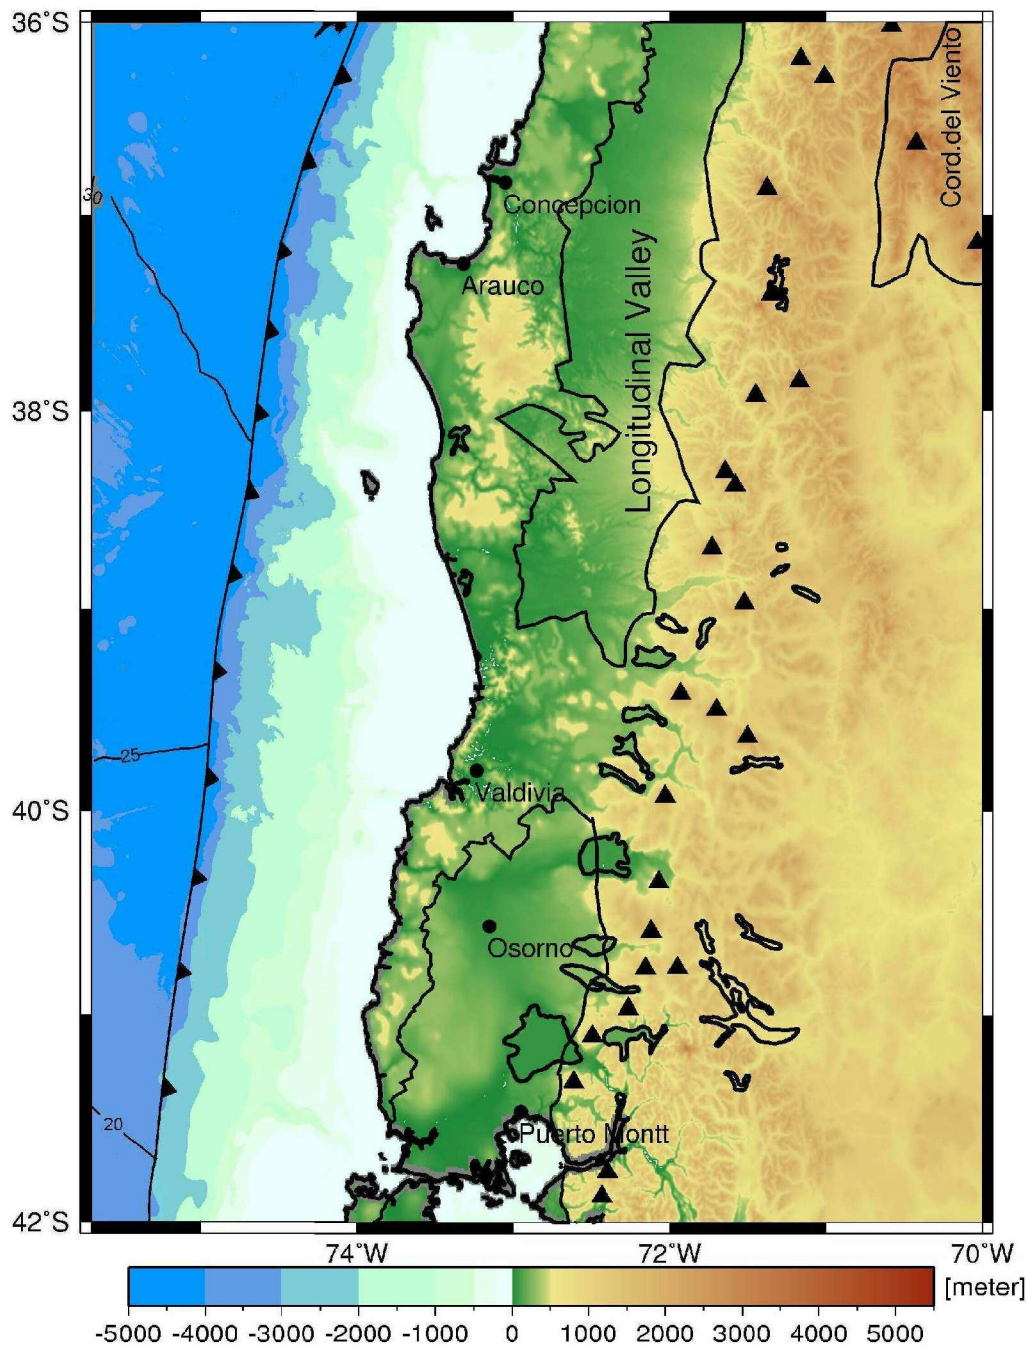 36°S
Cord.del Viento
30
Concepcion
Arauco
Longitudinal Valley
38°S
25
Valdivia
40°S
Osorno
20
Puerto Montt
42°S
74°W 72°W 70°W
[meter]
-5000 -4000 -3000 -2000 -1000 0 1000 2000 3000 4000 5000